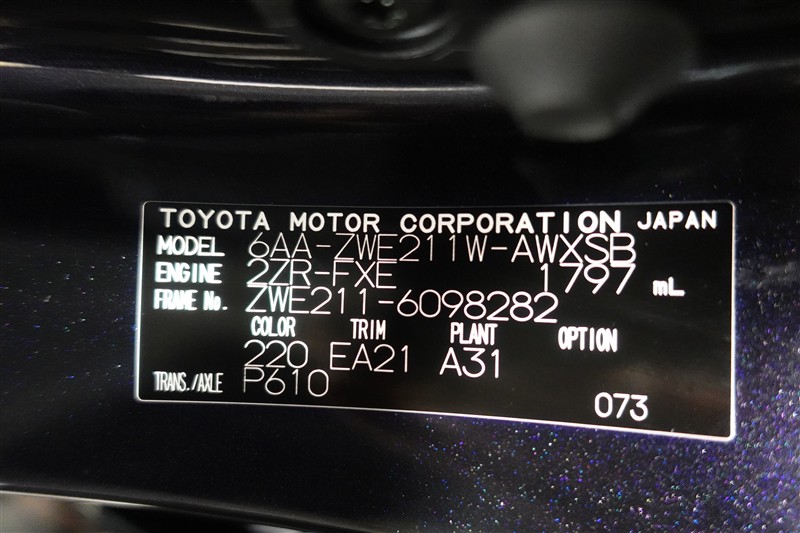 TOYOTA MOTOR CORPORATION JAPAN
MODEL 6AA-ZWE211W-AWXSB
ENGINE 2ZR-FXE 1797 mL
FRAME No. ZWE211-6098282
COLOR TRIM PLANT OPTION
220 EA21 A31
TRANS./AXLE P610
073